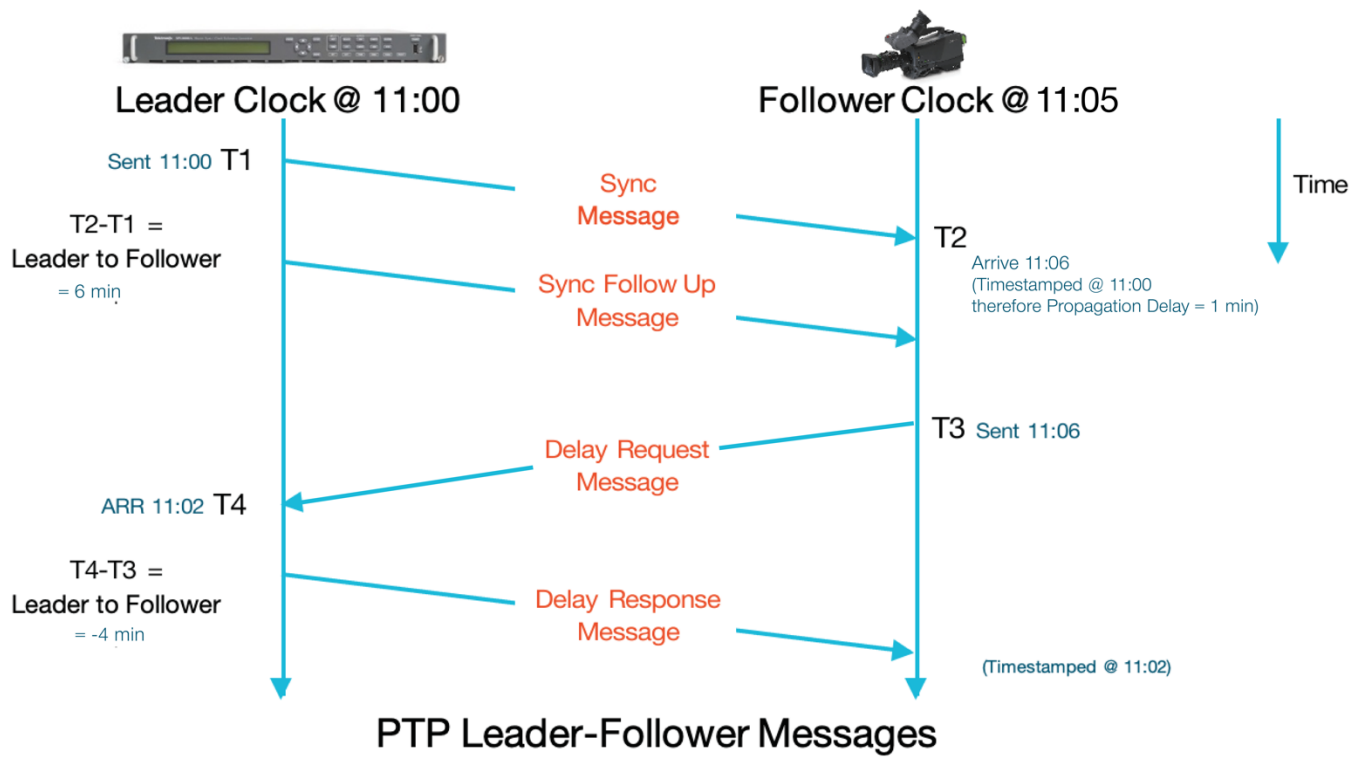 Leader Clock @ 11:00
Follower Clock @ 11:05
Sent 11:00 T1
Sync
Message
Time
T2-T1 =
Leader to Follower
= 6 min
T2
Arrive 11:06
(Timestamped @ 11:00
therefore Propagation Delay = 1 min)
Sync Follow Up
Message
T3 Sent 11:06
Delay Request
Message
ARR 11:02 T4
T4-T3 =
Leader to Follower
= -4 min
Delay Response
Message
(Timestamped @ 11:02)
PTP Leader-Follower Messages